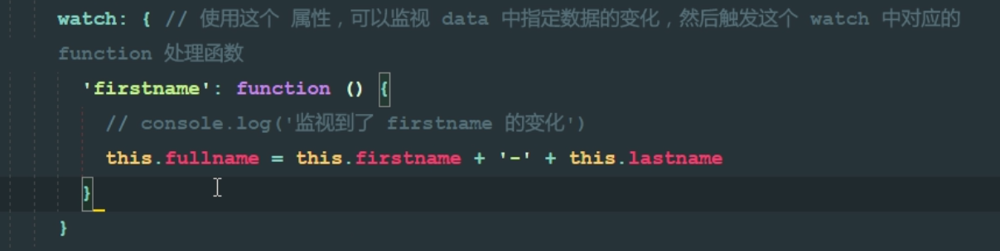 watch: { // 使用这个 属性，可以监视 data 中指定数据的变化，然后触发这个 watch 中对应的
function 处理函数
'firstname': function () {
// console.log('监视到了 firstname 的变化')
this.fullname = this.firstname + '-' + this.lastname
}
}